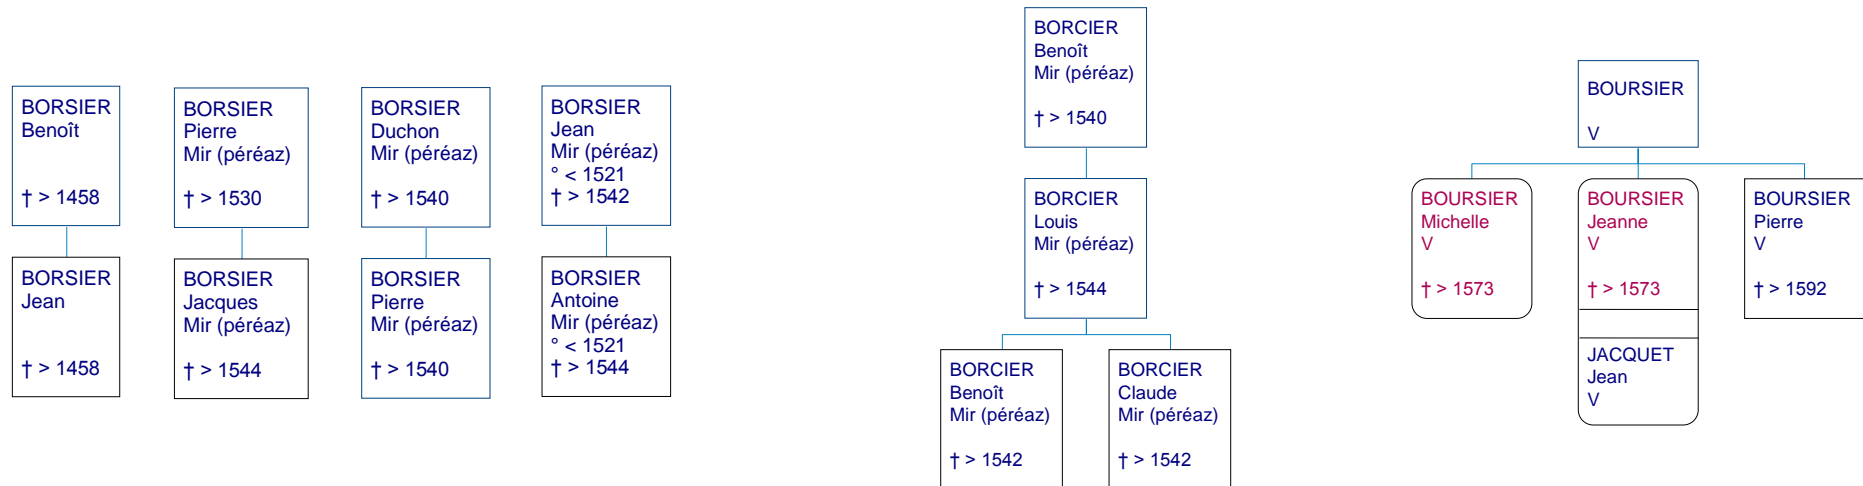 BORSIER
Benoît
† > 1458
BORSIER
Jean
† > 1458
BORSIER
Pierre
Mir (péréaz)
† > 1530
BORSIER
Jacques
Mir (péréaz)
† > 1544
BORSIER
Duchon
Mir (péréaz)
† > 1540
BORSIER
Pierre
Mir (péréaz)
† > 1540
BORSIER
Jean
Mir (péréaz)
° < 1521
† > 1542
BORSIER
Antoine
Mir (péréaz)
° < 1521
† > 1544
BORCIER
Benoît
Mir (péréaz)
† > 1540
BORCIER
Louis
Mir (péréaz)
† > 1544
BORCIER
Benoît
Mir (péréaz)
† > 1542
BORCIER
Claude
Mir (péréaz)
† > 1542
BOURSIER
V
BOURSIER
Michelle
V
† > 1573
BOURSIER
Jeanne
V
† > 1573
JACQUET
Jean
V
BOURSIER
Pierre
V
† > 1592